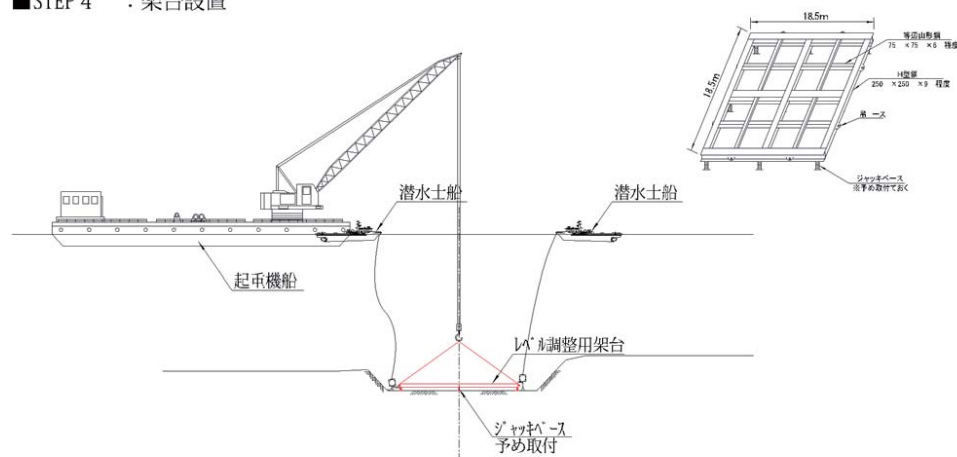 ■STEP 4 : 架台設置
18.5m
18.5m
等辺山形鋼
75 ×75 ×6 程度
H型鋼
250 ×250 ×9 程度
吊 ース
ジャッキベース
※予め取付ておく
潜水士船
潜水士船
起重機船
ﾚﾍﾞﾙ調整用架台
ｼﾞｬｯｷﾍﾞｰｽ
予め取付